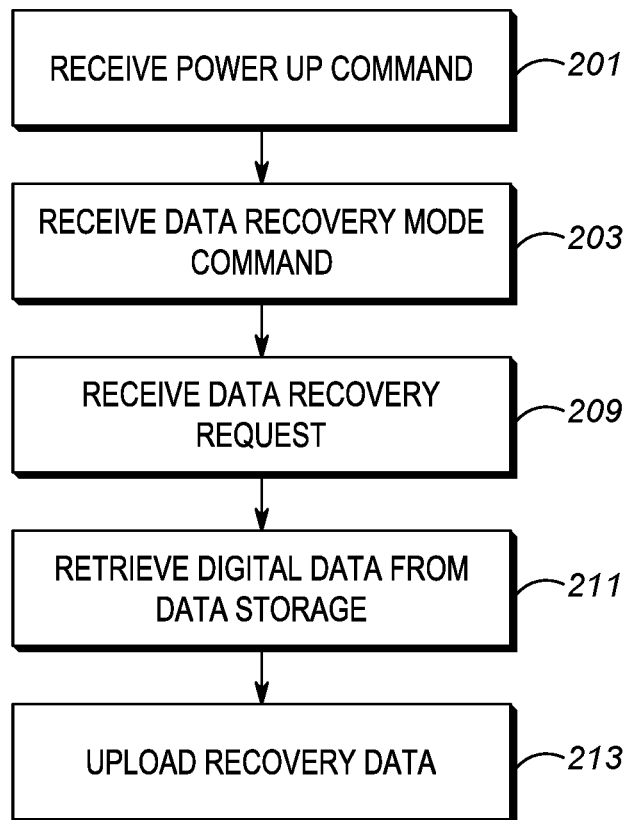 RECEIVE POWER UP COMMAND
201
RECEIVE DATA RECOVERY MODE
COMMAND
203
RECEIVE DATA RECOVERY
REQUEST
209
RETRIEVE DIGITAL DATA FROM
DATA STORAGE
211
UPLOAD RECOVERY DATA
213